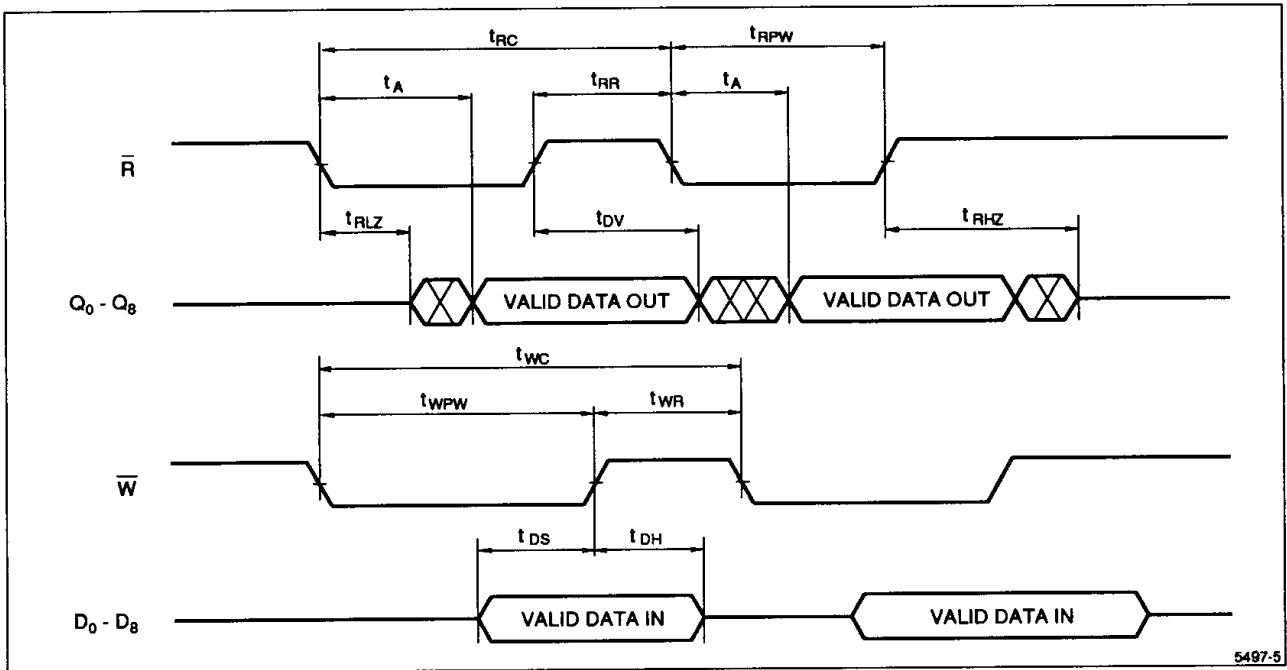 tRC
tRPW
tA
tRR
tA
R̅
tRLZ
tDV
tRHZ
Q0 - Q8
VALID DATA OUT
VALID DATA OUT
tWC
tWPW
tWR
W̅
tDS
tDH
D0 - D8
VALID DATA IN
VALID DATA IN
5497-5